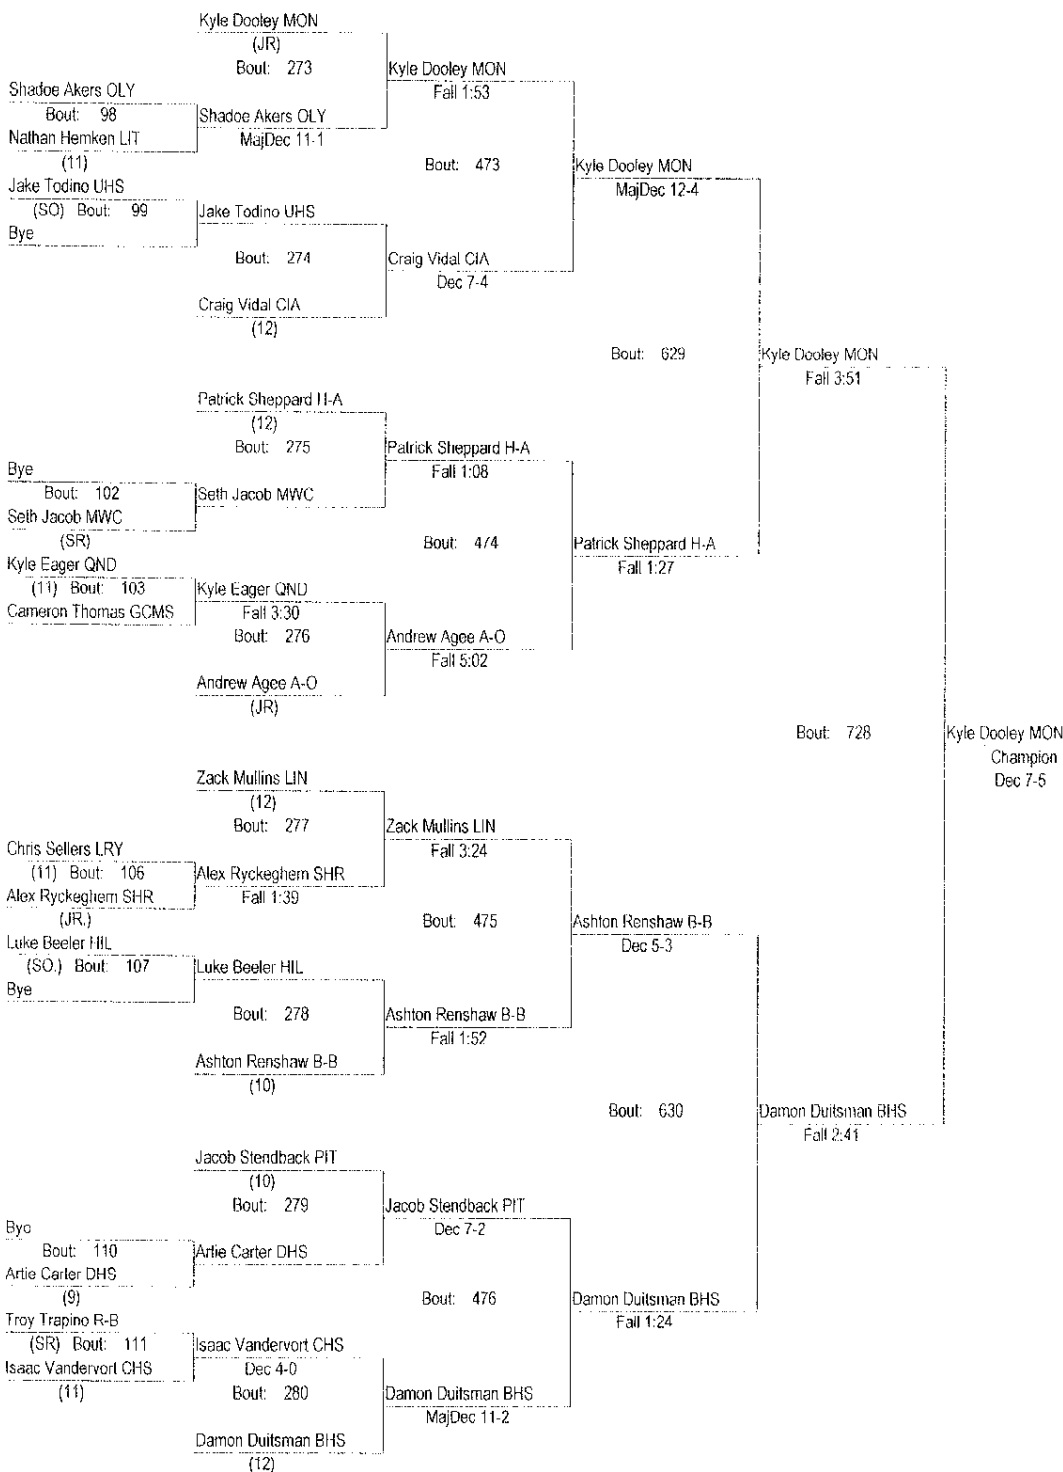 Kyle Dooley MON
(JR)
Bout: 273
Kyle Dooley MON
Fall 1:53
Shadoe Akers OLY
Bout: 98
Shadoe Akers OLY
Nathan Hemken LIT
MajDec 11-1
(11)
Bout: 473
Kyle Dooley MON
MajDec 12-4
Jake Todino UHS
(SO) Bout: 99
Jake Todino UHS
Bye
Bout: 274
Craig Vidal CIA
Dec 7-4
Craig Vidal CIA
(12)
Bout: 629
Kyle Dooley MON
Fall 3:51
Patrick Sheppard H-A
(12)
Bout: 275
Patrick Sheppard H-A
Fall 1:08
Bye
Bout: 102
Seth Jacob MWC
Seth Jacob MWC
(SR)
Bout: 474
Patrick Sheppard H-A
Fall 1:27
Kyle Eager QND
(11) Bout: 103
Kyle Eager QND
Cameron Thomas GCMS
Fall 3:30
Bout: 276
Andrew Agee A-O
Fall 5:02
Andrew Agee A-O
(JR)
Bout: 728
Kyle Dooley MON
Champion
Dec 7-5
Zack Mullins LIN
(12)
Bout: 277
Zack Mullins LIN
Fall 3:24
Chris Sellers LRY
(11) Bout: 106
Alex Ryckeghem SHR
Alex Ryckeghem SHR
Fall 1:39
(JR.)
Bout: 475
Ashton Renshaw B-B
Dec 5-3
Luke Beeler HIL
(SO.) Bout: 107
Luke Beeler HIL
Bye
Bout: 278
Ashton Renshaw B-B
Fall 1:52
Ashton Renshaw B-B
(10)
Bout: 630
Damon Duitsman BHS
Fall 2:41
Jacob Stendback PIT
(10)
Bout: 279
Jacob Stendback PIT
Dec 7-2
Bye
Bout: 110
Artie Carter DHS
Artie Carter DHS
(9)
Bout: 476
Damon Duitsman BHS
Fall 1:24
Troy Trapino R-B
(SR) Bout: 111
Isaac Vandervort CHS
Isaac Vandervort CHS
Dec 4-0
(11)
Bout: 280
Damon Duitsman BHS
MajDec 11-2
Damon Duitsman BHS
(12)